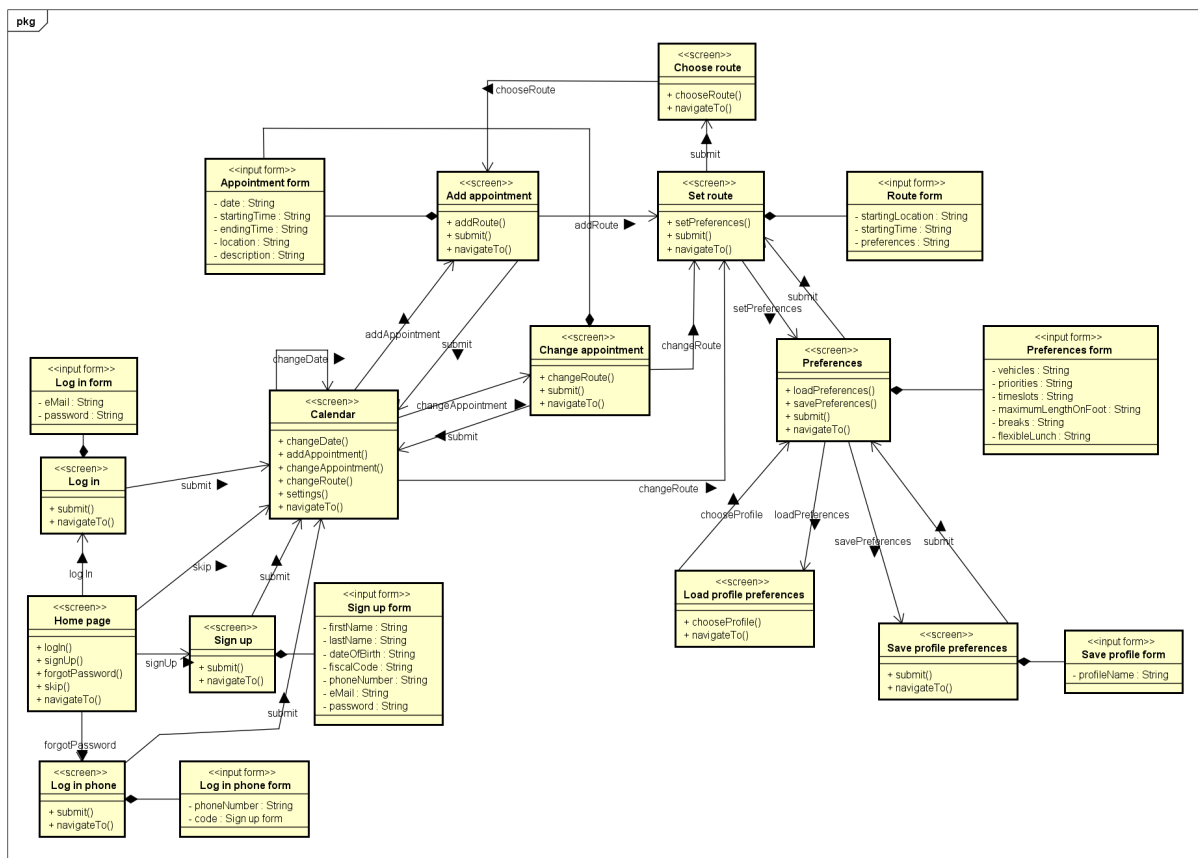 pkg
<<screen>>
Choose route
+ chooseRoute()
+ navigateTo()
chooseRoute
submit
<<input form>>
Appointment form
- date : String
- startingTime : String
- endingTime : String
- location : String
- description : String
<<screen>>
Add appointment
+ addRoute()
+ submit()
+ navigateTo()
addRoute
<<screen>>
Set route
+ setPreferences()
+ submit()
+ navigateTo()
<<input form>>
Route form
- startingLocation : String
- startingTime : String
- preferences : String
addAppointment
submit
setPreferences
submit
<<screen>>
Change appointment
+ changeRoute()
+ submit()
+ navigateTo()
changeRoute
<<screen>>
Preferences
+ loadPreferences()
+ savePreferences()
+ submit()
+ navigateTo()
<<input form>>
Preferences form
- vehicles : String
- priorities : String
- timeslots : String
- maximumLengthOnFoot : String
- breaks : String
- flexibleLunch : String
<<input form>>
Log in form
- eMail : String
- password : String
changeDate
<<screen>>
Calendar
+ changeDate()
+ addAppointment()
+ changeAppointment()
+ changeRoute()
+ settings()
+ navigateTo()
changeAppointment
submit
changeRoute
<<screen>>
Log in
+ submit()
+ navigateTo()
submit
chooseProfile
loadPreferences
savePreferences
submit
log In
skip
submit
<<screen>>
Home page
+ logIn()
+ signUp()
+ forgotPassword()
+ skip()
+ navigateTo()
signUp
<<screen>>
Sign up
+ submit()
+ navigateTo()
<<input form>>
Sign up form
- firstName : String
- lastName : String
- dateOfBirth : String
- fiscalCode : String
- phoneNumber : String
- eMail : String
- password : String
<<screen>>
Load profile preferences
+ chooseProfile()
+ navigateTo()
<<screen>>
Save profile preferences
+ submit()
+ navigateTo()
<<input form>>
Save profile form
- profileName : String
submit
forgotPassword
<<screen>>
Log in phone
+ submit()
+ navigateTo()
<<input form>>
Log in phone form
- phoneNumber : String
- code : Sign up form